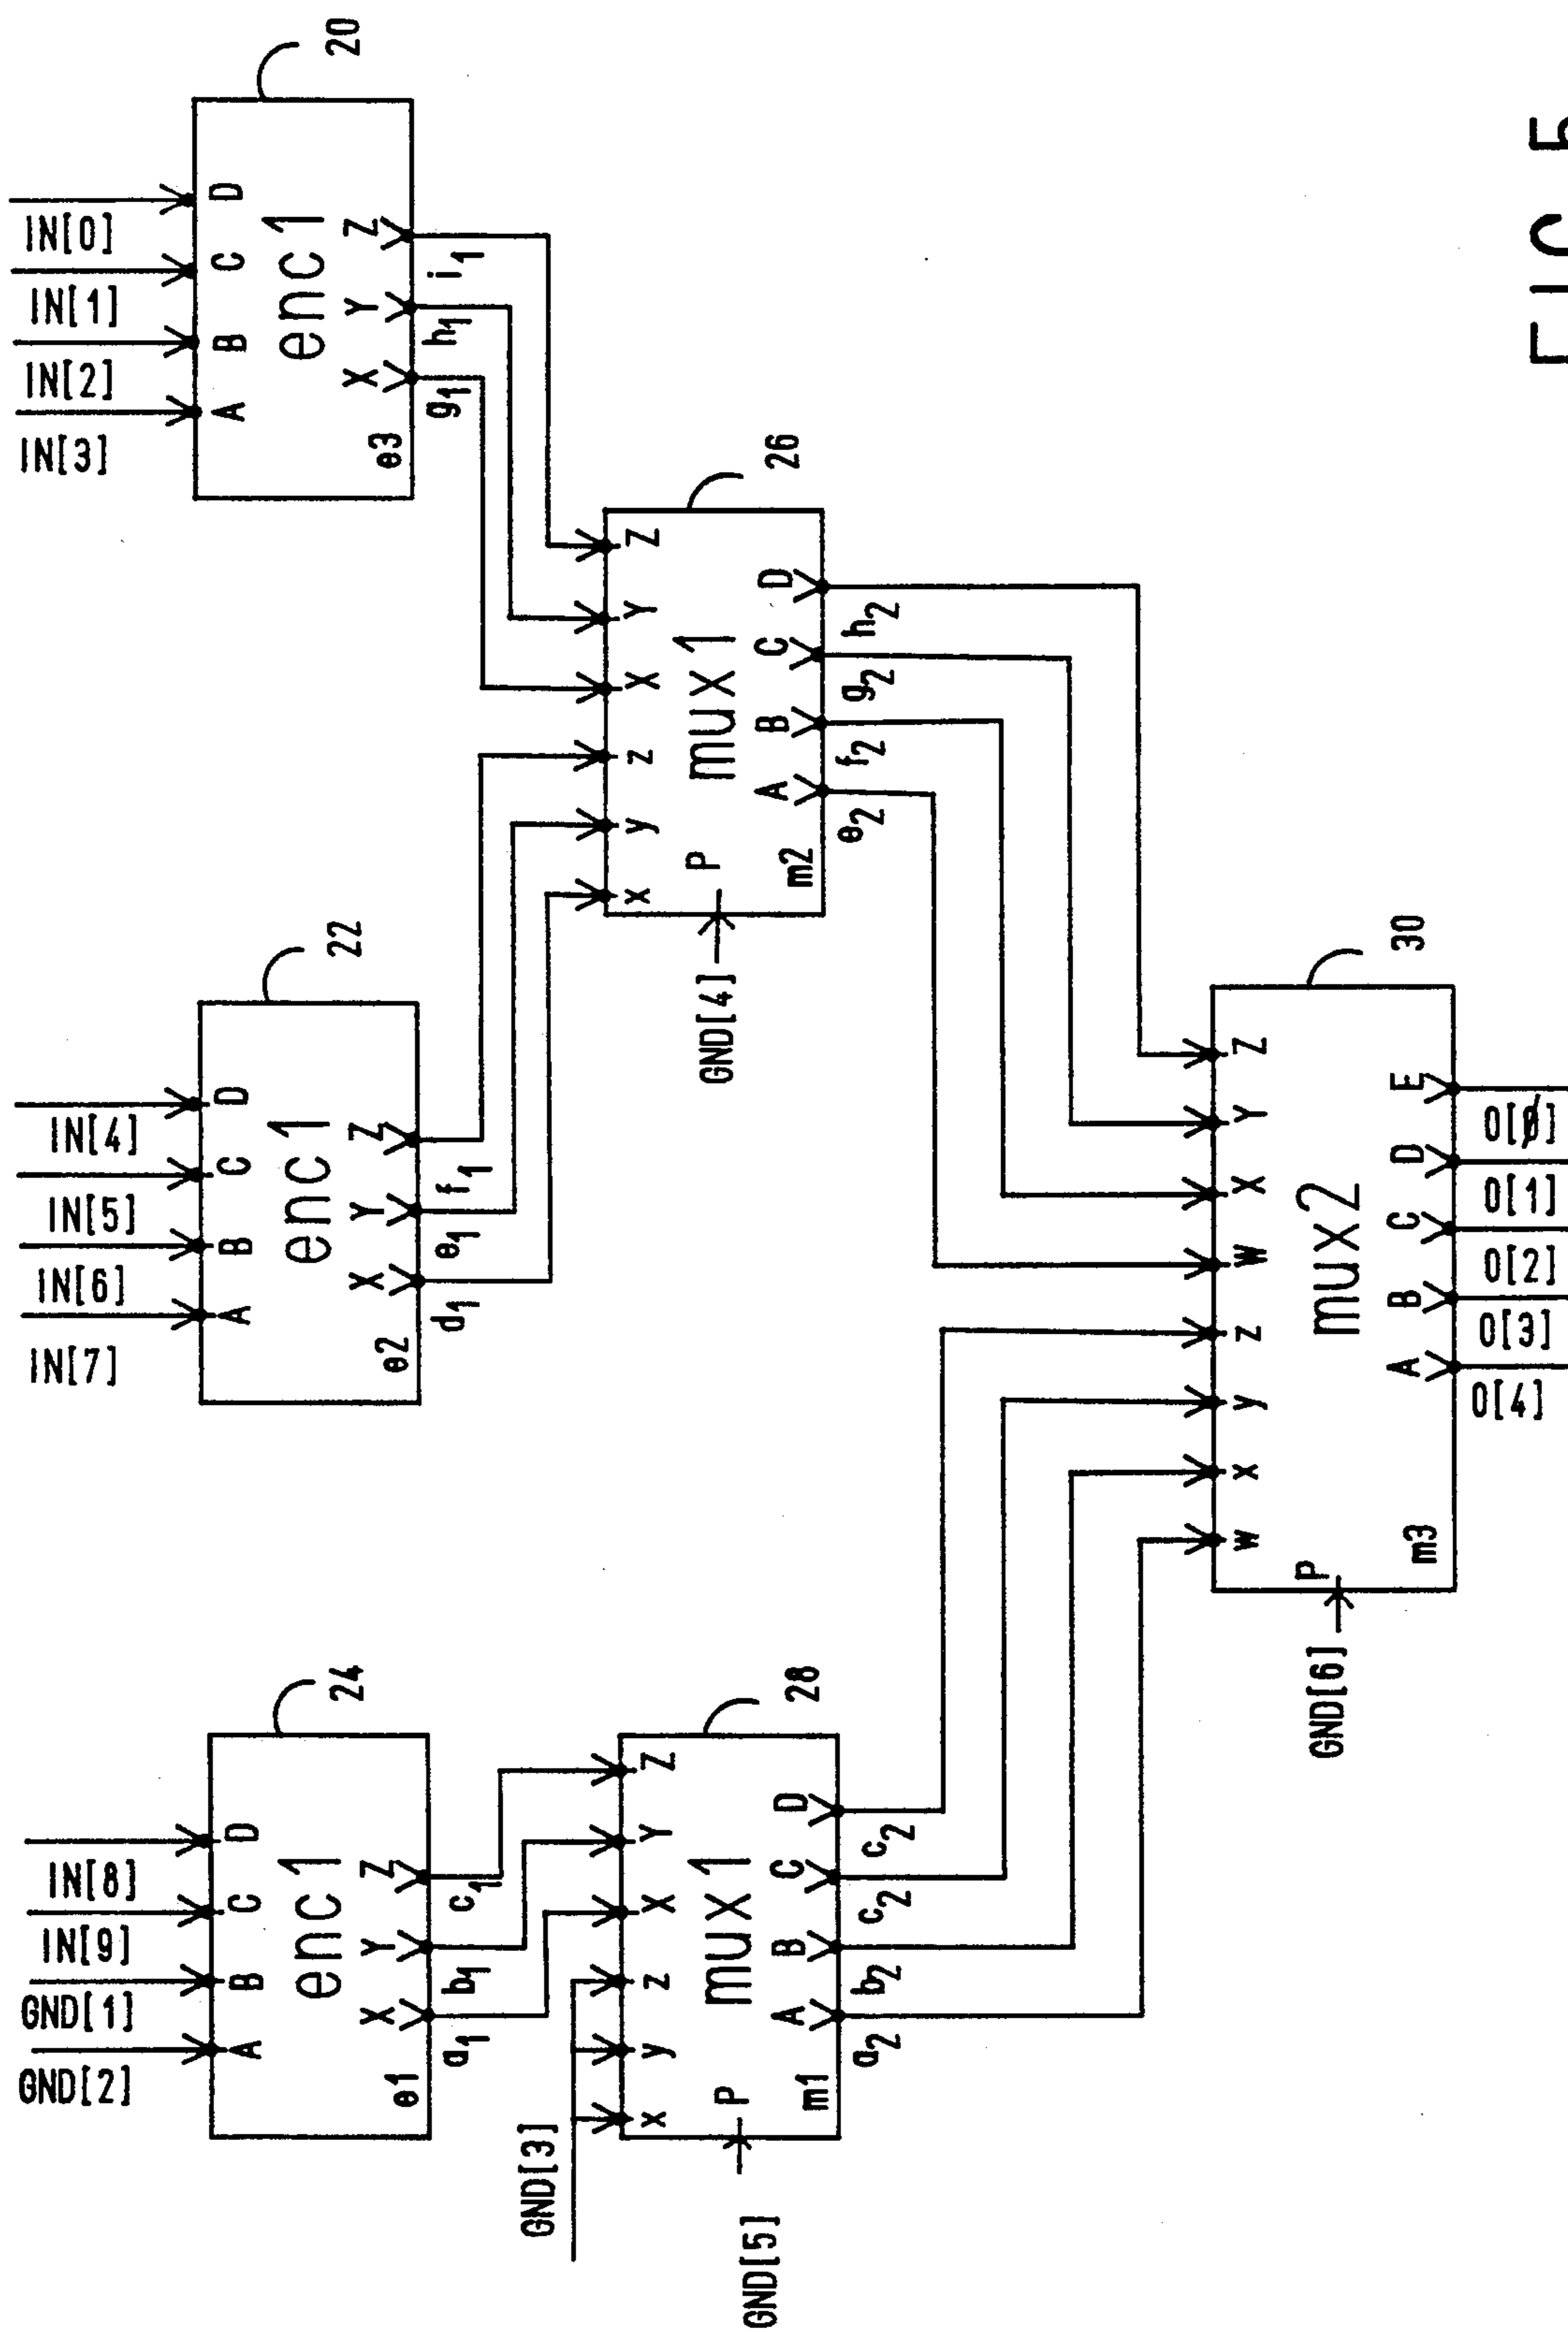 GND[2] GND[1] IN[9] IN[8] IN[7] IN[6] IN[5] IN[4] IN[3] IN[2] IN[1] IN[0]
A B C D
enc1
X Y Z
e1
24
a1 b1 c1
A B C D
enc1
X Y Z
e2
22
d1 e1 f1
A B C D
enc1
X Y Z
e3
20
g1 h1 i1
GND[3]
x y z X Y Z
GND[5]
P
mux1
A B C D
m1
28
a2 b2 c2 c2
x y z X Y Z
GND[4]
P
mux1
A B C D
m2
26
e2 f2 g2 h2
w x y z W X Y Z
GND[6]
P
mux2
A B C D E
m3
30
O[4] O[3] O[2] O[1] O[Ø]